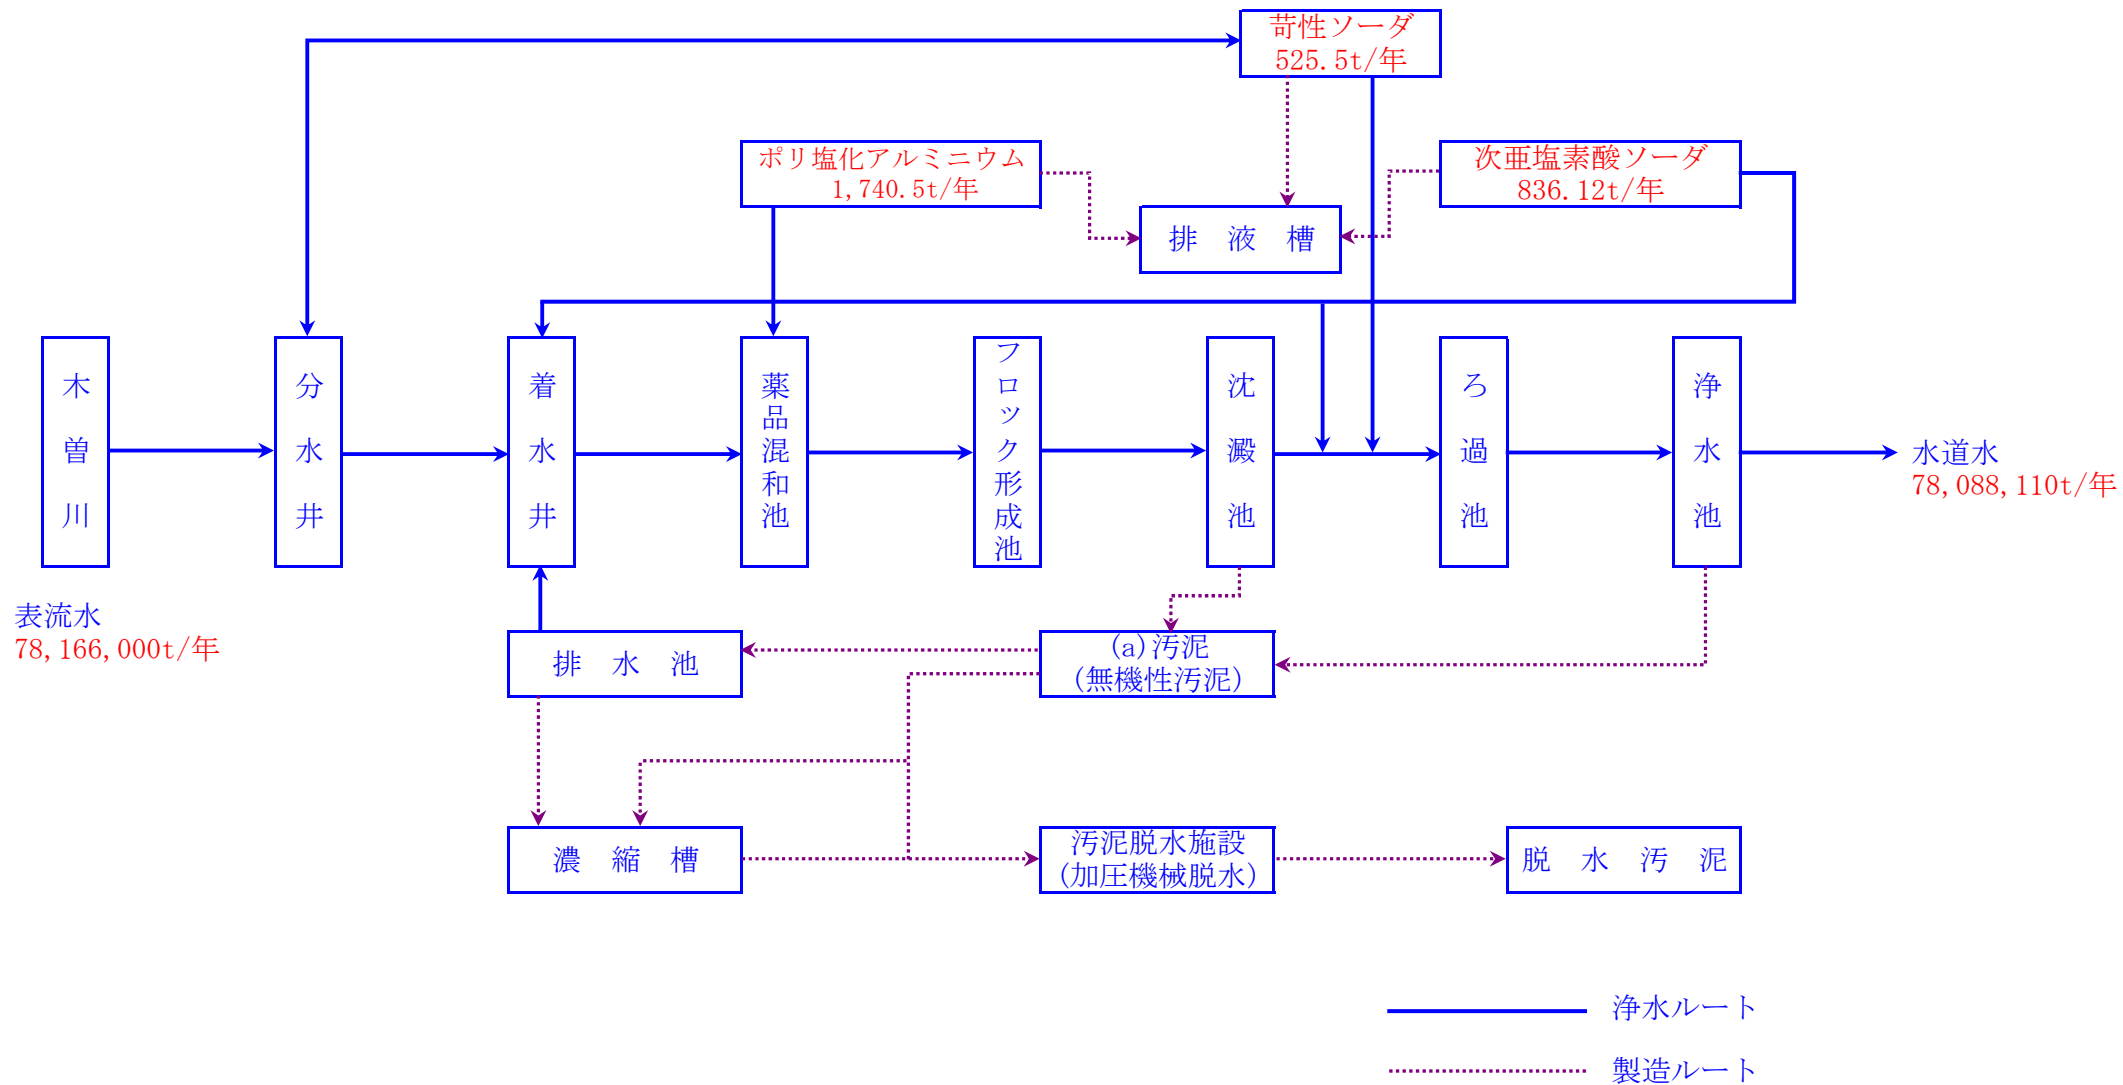 苛性ソーダ
525.5t/年
ポリ塩化アルミニウム
1,740.5t/年
次亜塩素酸ソーダ
836.12t/年
排　液　槽
木曽川
分水井
着水井
薬品混和池
フロック形成池
沈澱池
ろ過池
浄水池
水道水
78,088,110t/年
表流水
78,166,000t/年
排　水　池
(a)汚泥
(無機性汚泥)
濃　縮　槽
汚泥脱水施設
(加圧機械脱水)
脱　水　汚　泥
浄水ルート
製造ルート